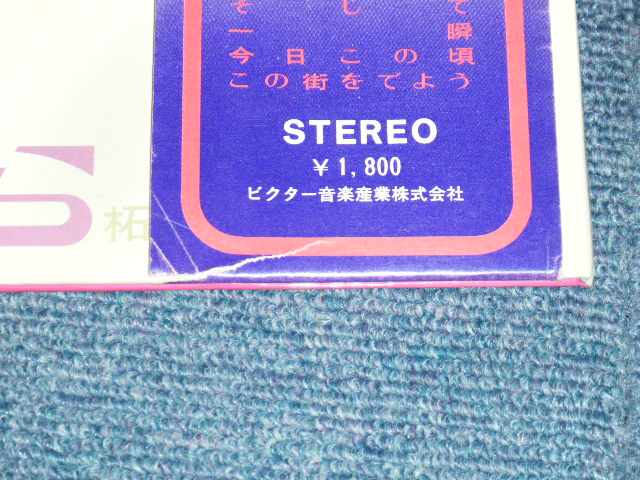 そして
一瞬
今日この頃
この街をでよう
STEREO
¥1,800
ビクター音楽産業株式会社
S 柘